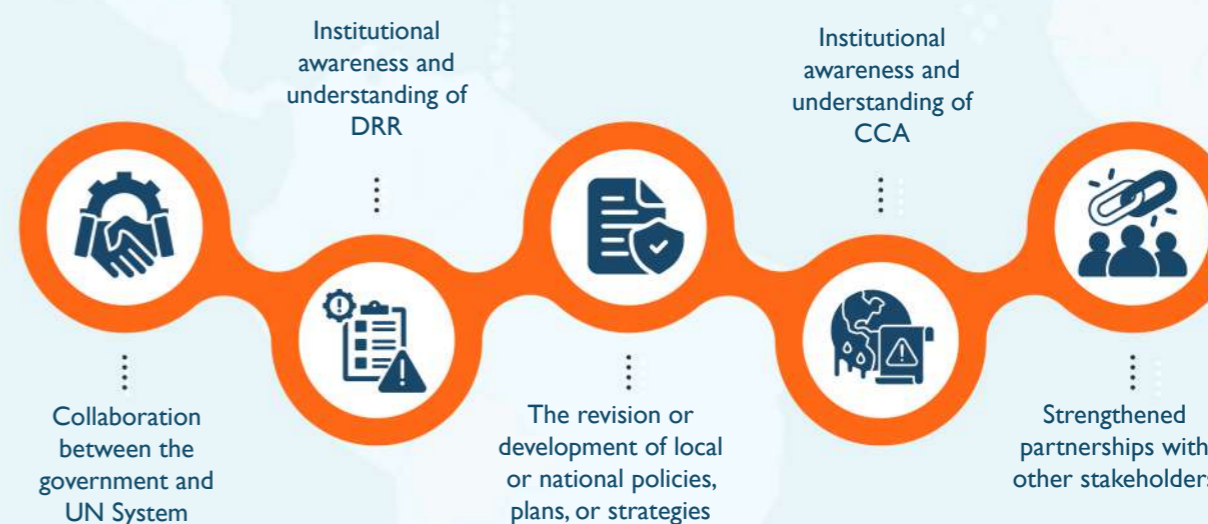 Collaboration
between the
government and
UN System
Institutional
awareness and
understanding of
DRR
The revision or
development of local
or national policies,
plans, or strategies
Institutional
awareness and
understanding of
CCA
Strengthened
partnerships with
other stakeholders